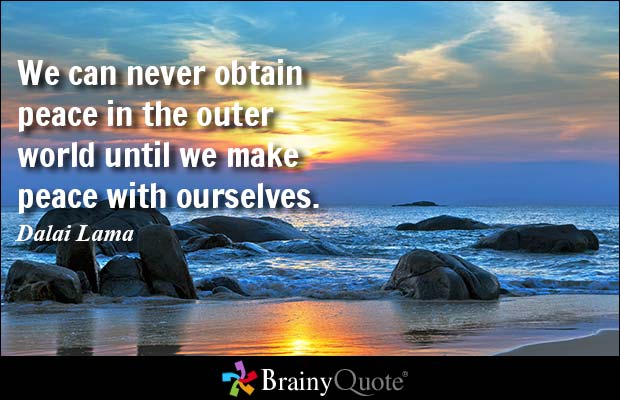 We can never obtain
peace in the outer
world until we make
peace with ourselves.
Dalai Lama
BrainyQuote®